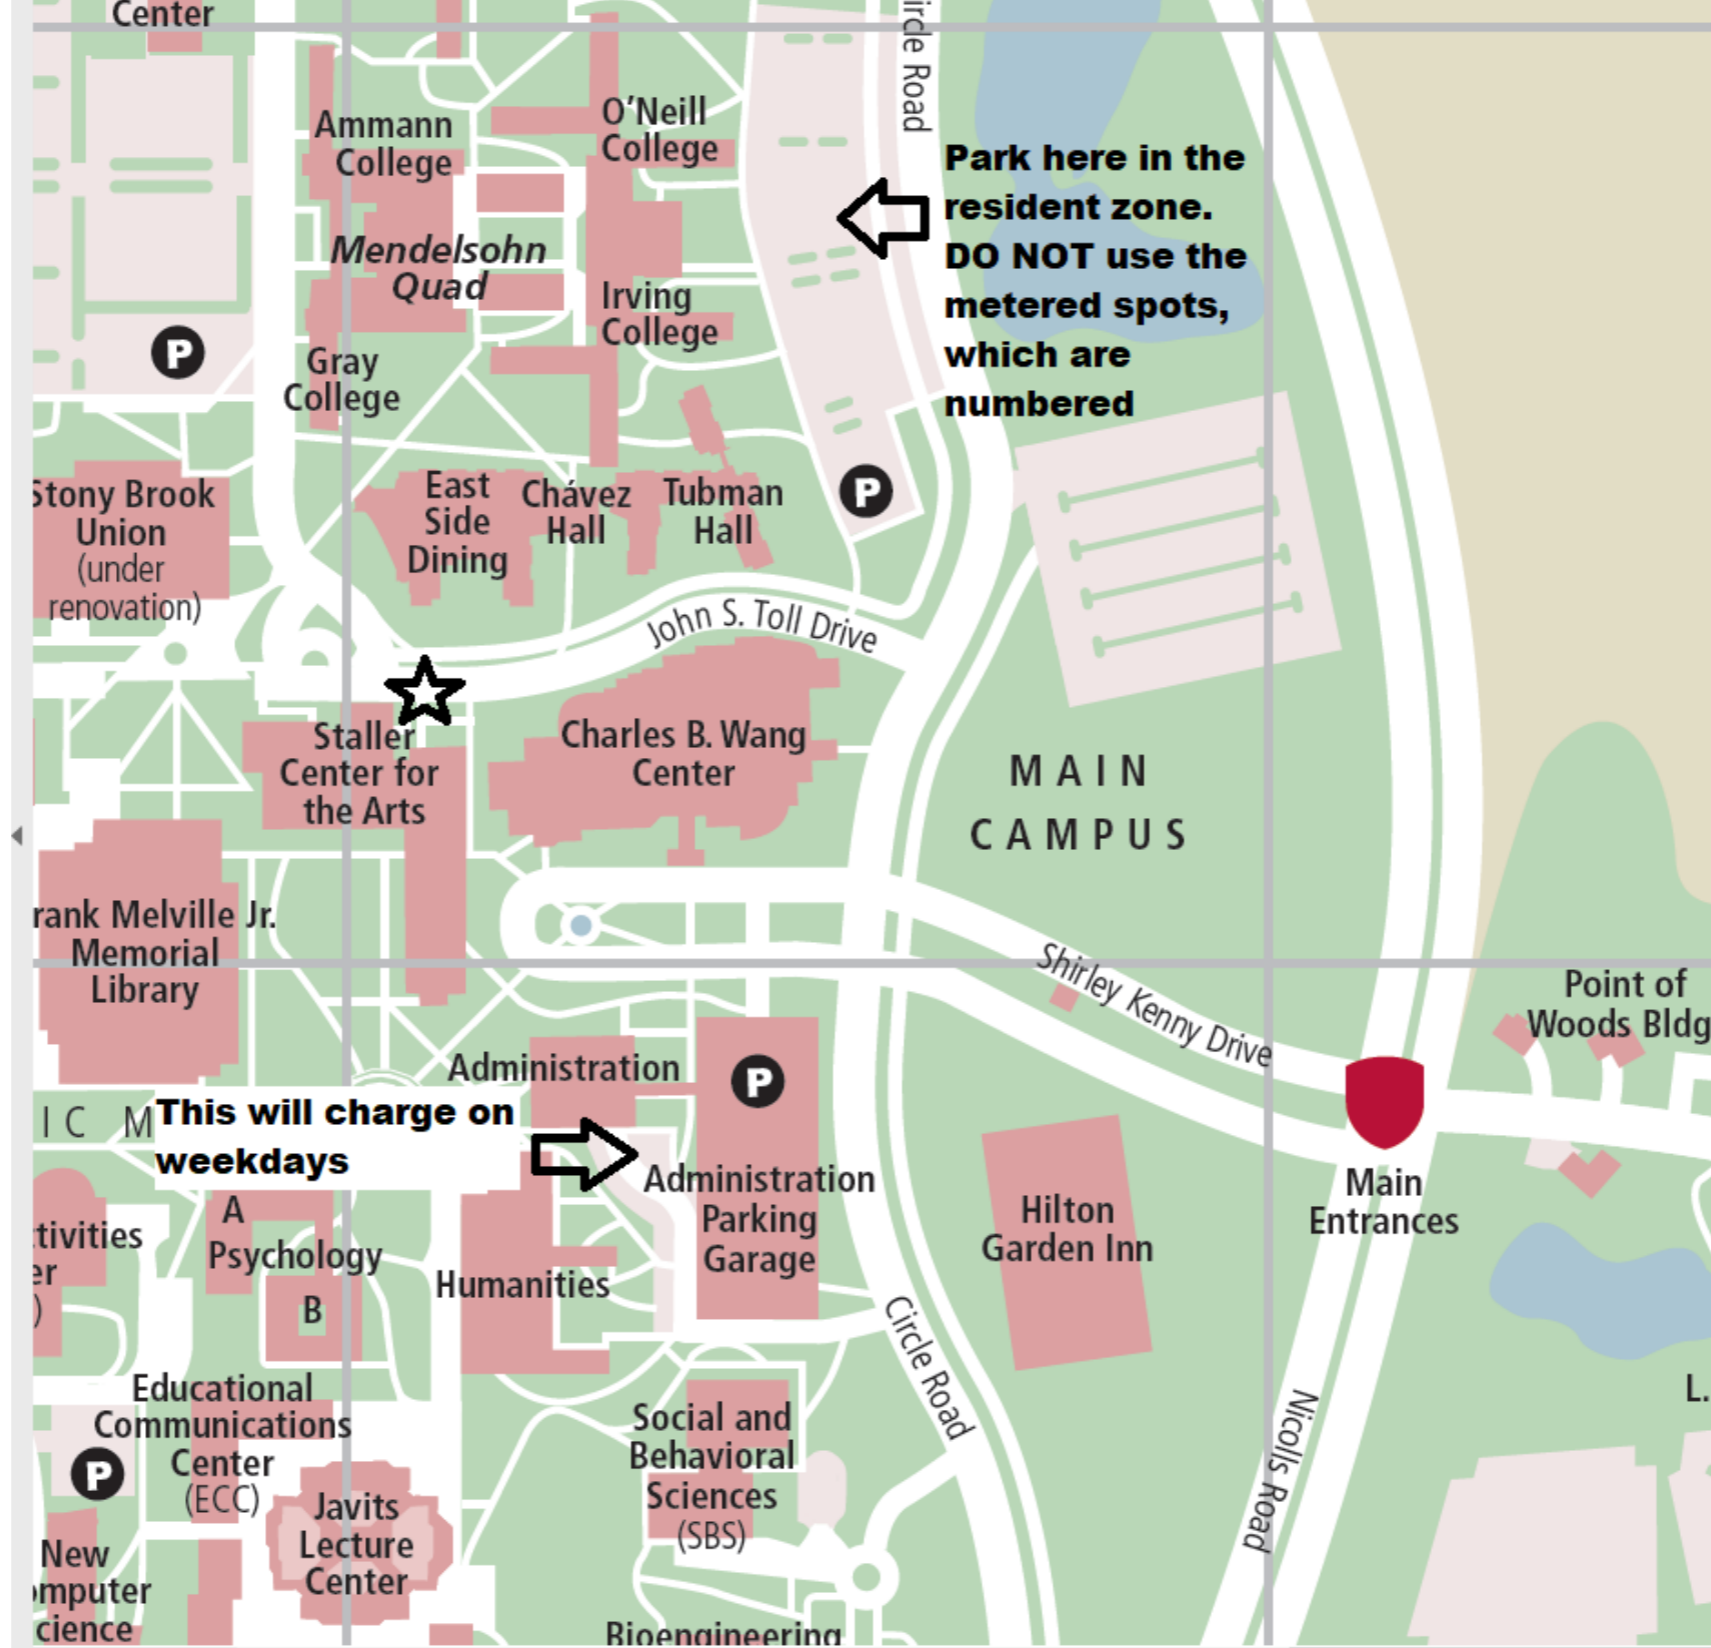 Center
Circle Road
Ammann
College
O'Neill
College
Park here in the
resident zone.
DO NOT use the
metered spots,
which are
numbered
Mendelsohn
Quad
Irving
College
P
Gray
College
Stony Brook
Union
(under
renovation)
East
Side
Dining
Chávez
Hall
Tubman
Hall
P
John S. Toll Drive
Staller
Center for
the Arts
Charles B. Wang
Center
MAIN
CAMPUS
rank Melville Jr.
Memorial
Library
Shirley Kenny Drive
Point of
Woods Bldg
Administration
P
IC M
This will charge on
weekdays
Administration
Parking
Garage
Hilton
Garden Inn
Main
Entrances
A
Psychology
B
ctivities
er
)
Humanities
Circle Road
Nicolls Road
L.
Educational
Communications
Center
(ECC)
P
Social and
Behavioral
Sciences
(SBS)
Javits
Lecture
Center
New
omputer
cience
Bioengineering